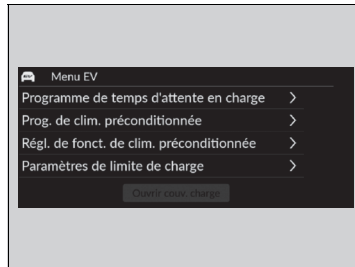 Menu EV
Programme de temps d'attente en charge
Prog. de clim. préconditionnée
Régl. de fonct. de clim. préconditionnée
Paramètres de limite de charge
Ouvrir couv. charge